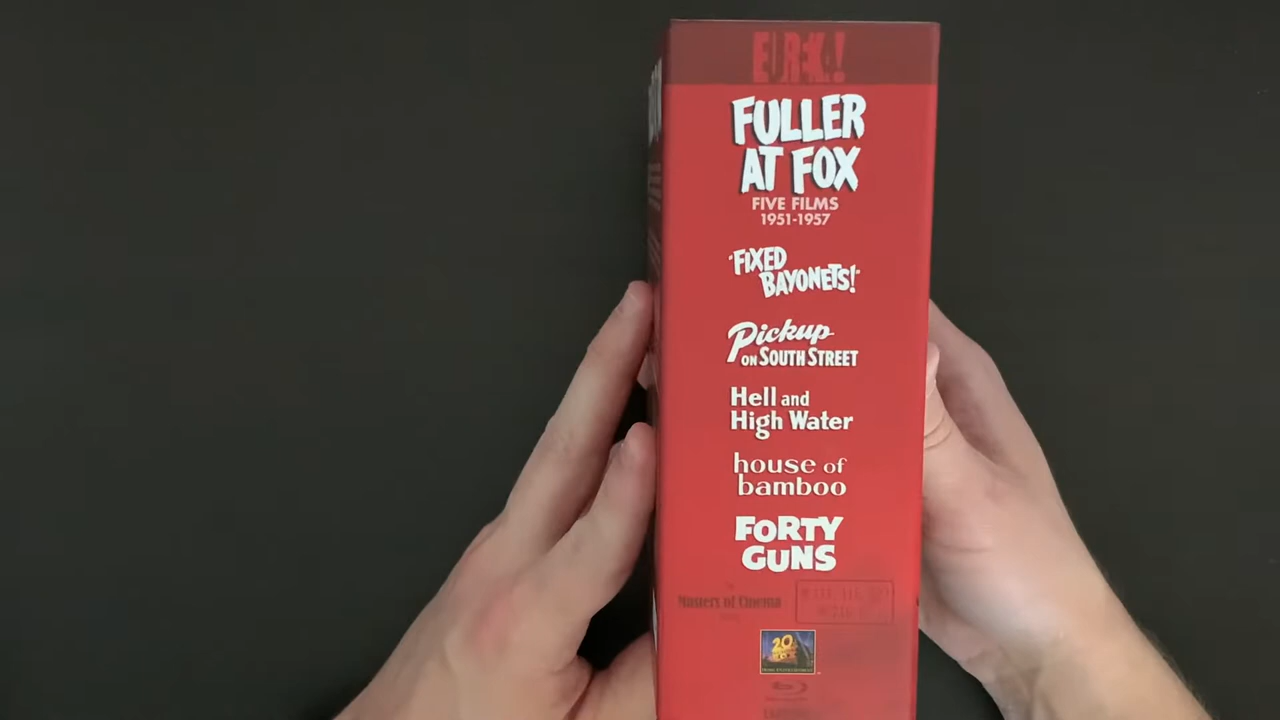 EUREKA!
FULLER
AT FOX
FIVE FILMS
1951-1957
"FIXED
BAYONETS!"
Pickup
ON SOUTH STREET
Hell and
High Water
house of
bamboo
FORTY
GUNS
Masters of Cinema
20